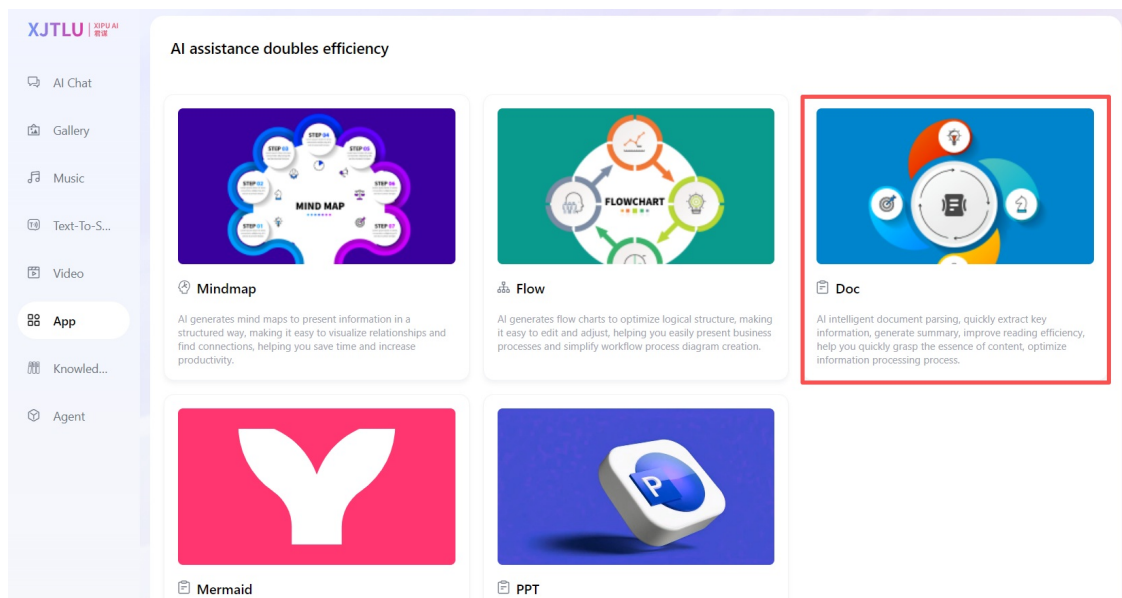 XJTLU | XIPU AI
君谋
AI assistance doubles efficiency
AI Chat
Gallery
Music
Text-To-S...
Video
App
Knowled...
Agent
STEP 01
STEP 02
STEP 03
STEP 04
STEP 05
STEP 06
STEP 07
MIND MAP
Mindmap
AI generates mind maps to present information in a
structured way, making it easy to visualize relationships and
find connections, helping you save time and increase
productivity.
FLOWCHART
Flow
AI generates flow charts to optimize logical structure, making
it easy to edit and adjust, helping you easily present business
processes and simplify workflow process diagram creation.
Doc
AI intelligent document parsing, quickly extract key
information, generate summary, improve reading efficiency,
help you quickly grasp the essence of content, optimize
information processing process.
Mermaid
P
PPT